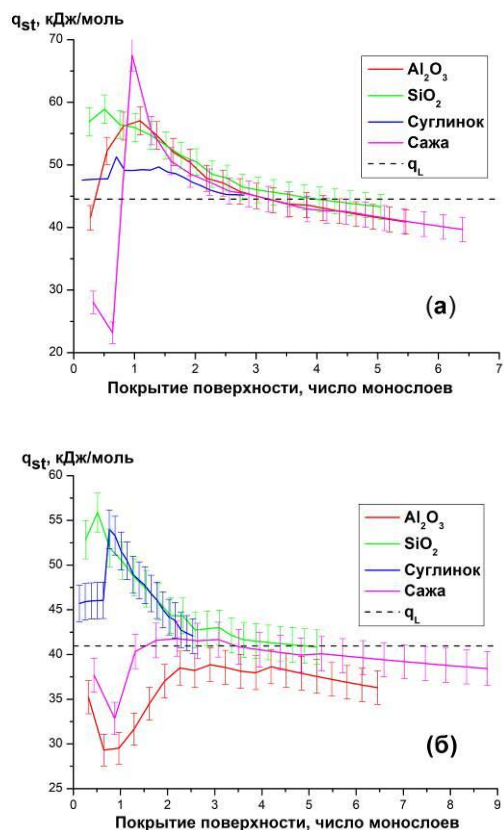 q_st, кДж/моль
70
60
50
40
30
20
Al₂O₃
SiO₂
Суглинок
Сажа
q_L
(а)
0 1 2 3 4 5 6 7
Покрытие поверхности, число монослоев
q_st, кДж/моль
60
55
50
45
40
35
30
25
Al₂O₃
SiO₂
Суглинок
Сажа
q_L
(б)
0 1 2 3 4 5 6 7 8 9
Покрытие поверхности, число монослоев